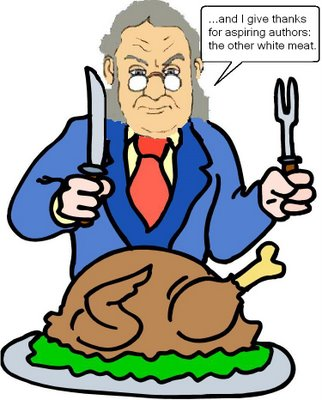 ...and I give thanks
for aspiring authors:
the other white meat.